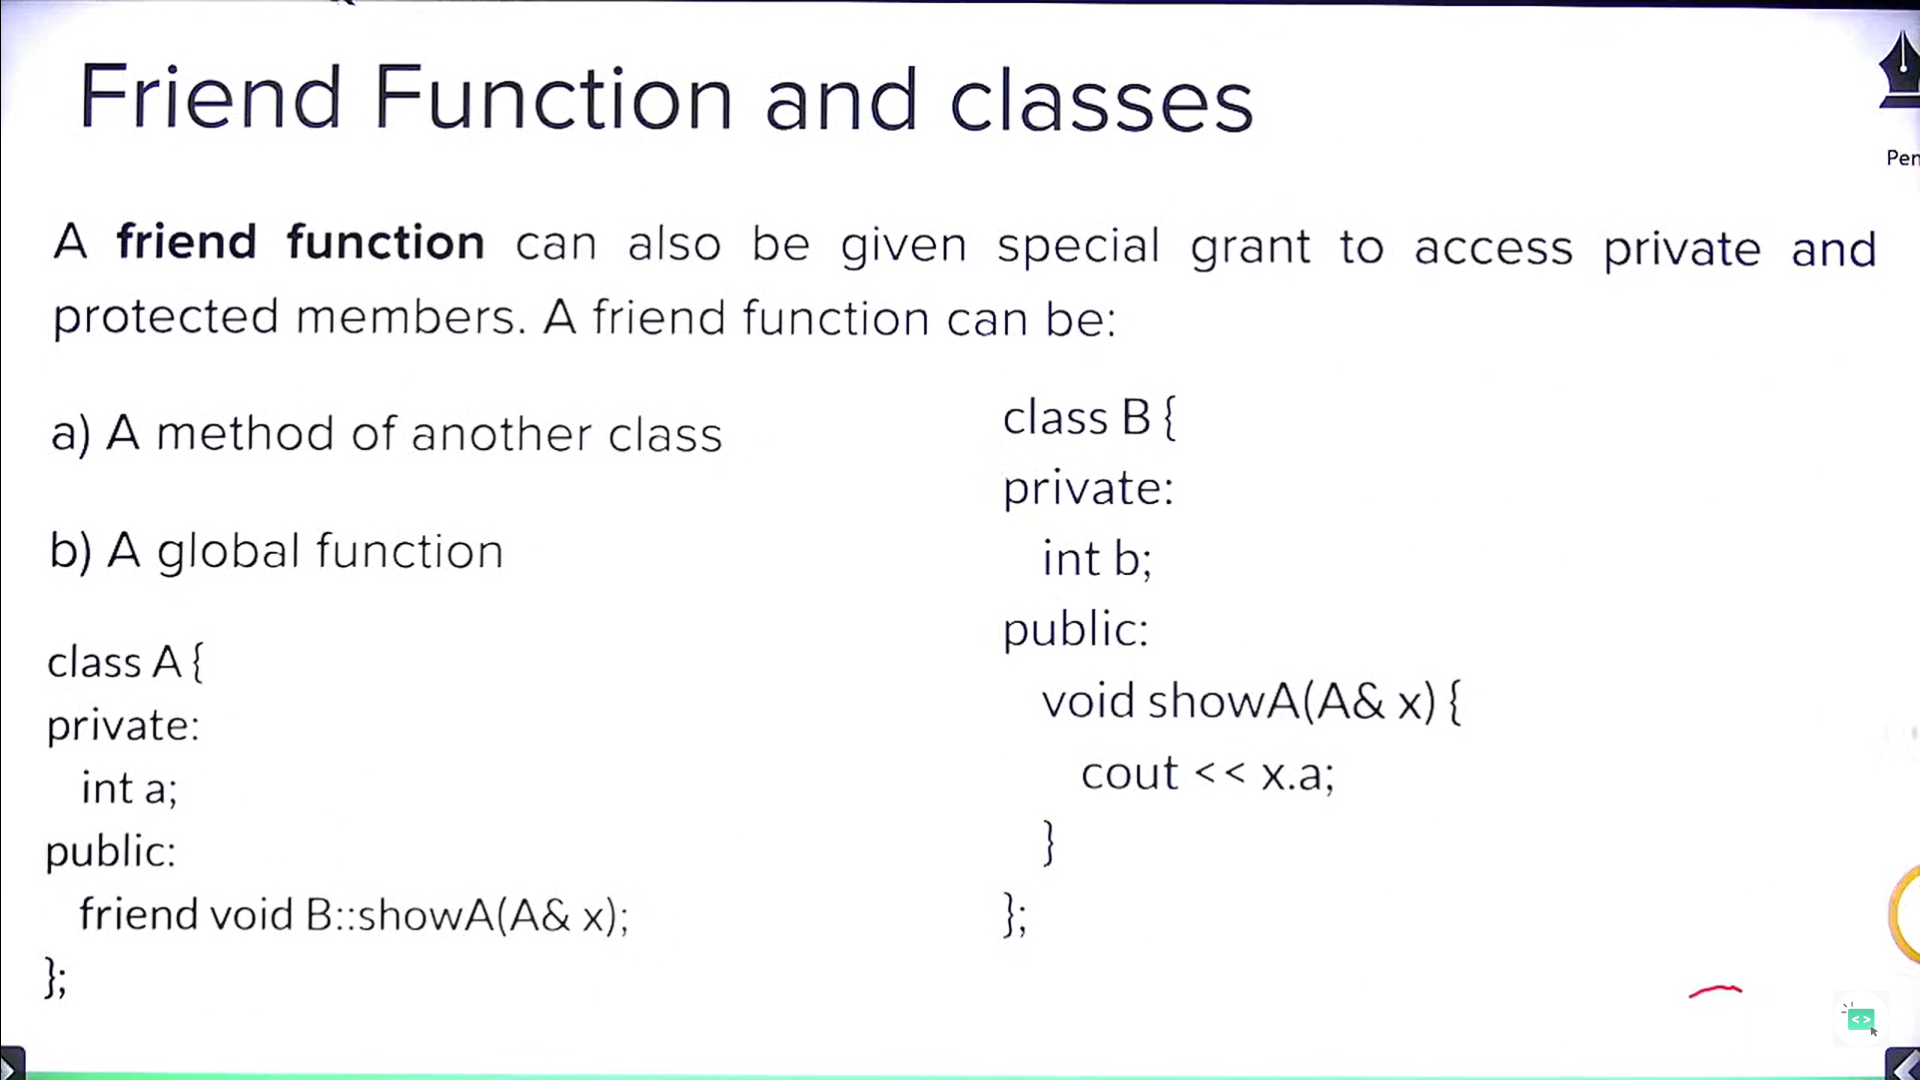 Friend Function and classes
Pen
A friend function can also be given special grant to access private and
protected members. A friend function can be:
a) A method of another class
b) A global function
class A {
private:
int a;
public:
friend void B::showA(A& x);
};
class B {
private:
int b;
public:
void showA(A& x) {
cout << x.a;
}
};
<>